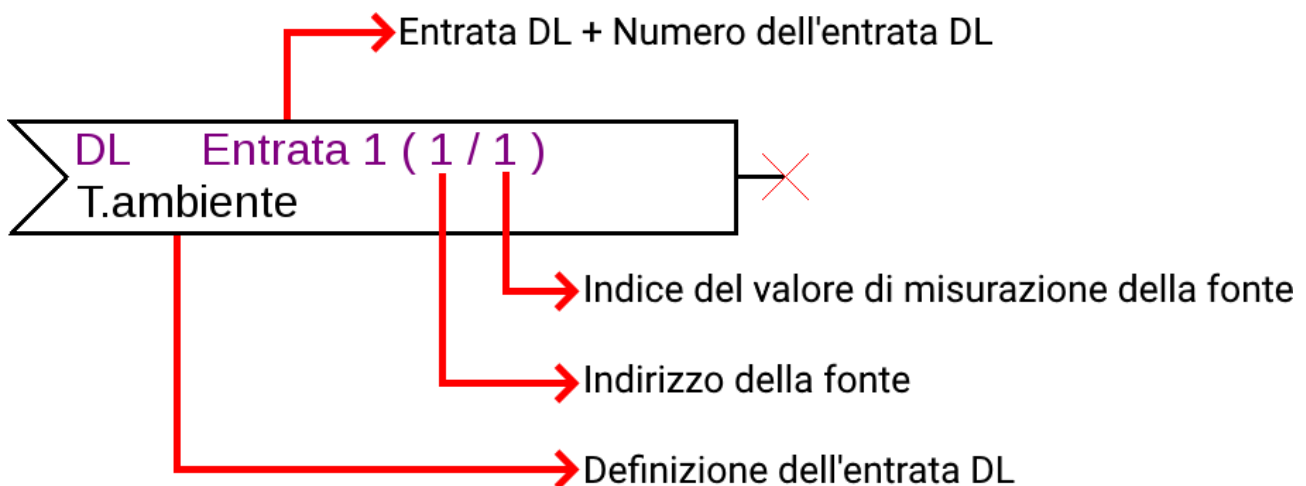 Entrata DL + Numero dell'entrata DL
DL Entrata 1 ( 1 / 1 )
T.ambiente
Indice del valore di misurazione della fonte
Indirizzo della fonte
Definizione dell'entrata DL